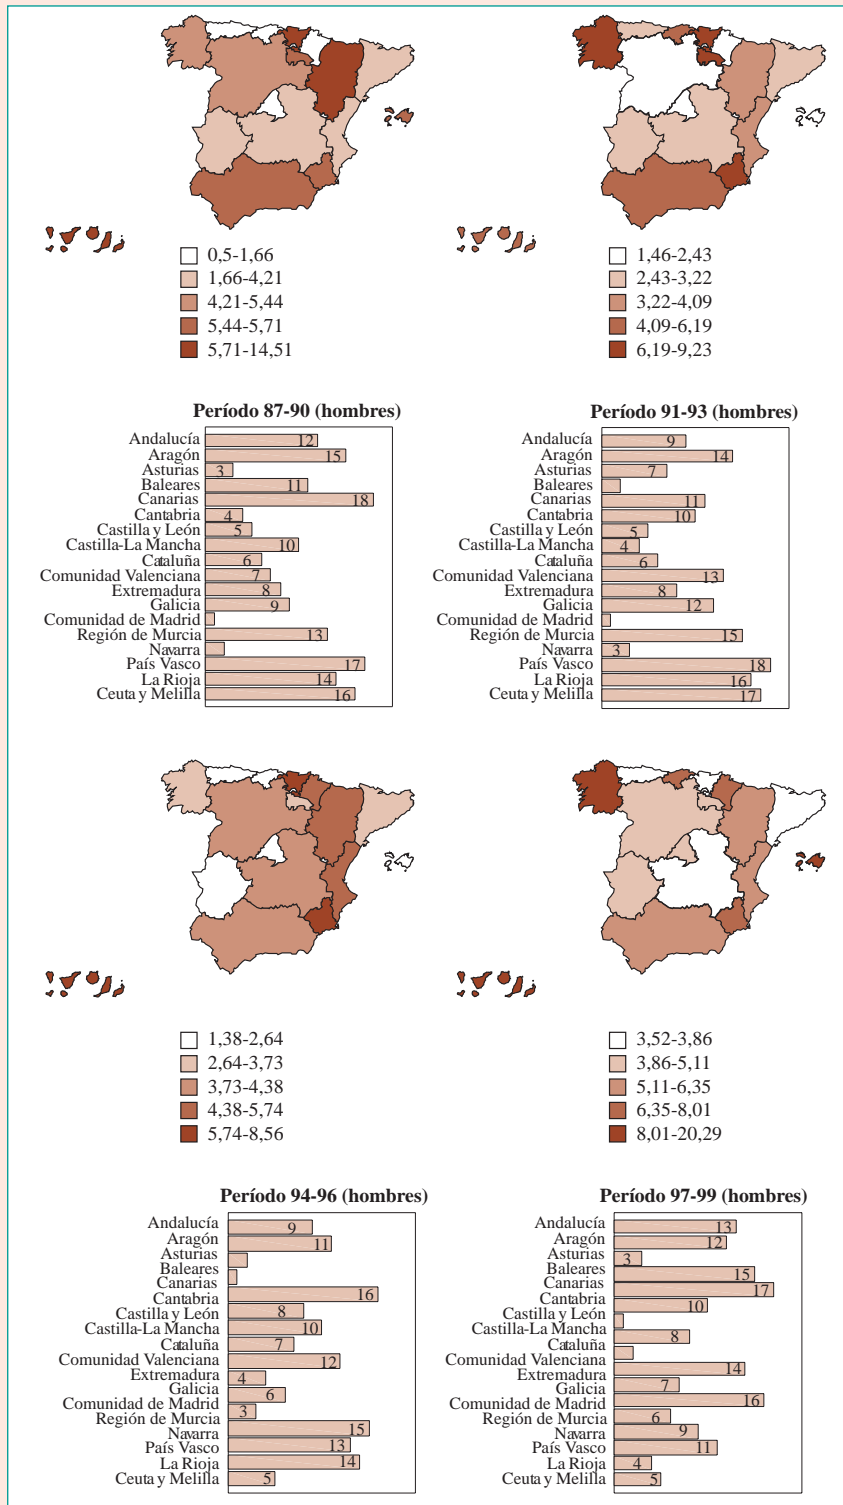 0,5-1,66
1,66-4,21
4,21-5,44
5,44-5,71
5,71-14,51
1,46-2,43
2,43-3,22
3,22-4,09
4,09-6,19
6,19-9,23
Período 87-90 (hombres)
Andalucía 12
Aragón 15
Asturias 3
Baleares 11
Canarias 18
Cantabria 4
Castilla y León 5
Castilla-La Mancha 10
Cataluña 6
Comunidad Valenciana 7
Extremadura 8
Galicia 9
Comunidad de Madrid
Región de Murcia 13
Navarra
País Vasco 17
La Rioja 14
Ceuta y Melilla 16
Período 91-93 (hombres)
Andalucía 9
Aragón 14
Asturias 7
Baleares
Canarias 11
Cantabria 10
Castilla y León 5
Castilla-La Mancha 4
Cataluña 6
Comunidad Valenciana 13
Extremadura 8
Galicia 12
Comunidad de Madrid
Región de Murcia 15
Navarra 3
País Vasco 18
La Rioja 16
Ceuta y Melilla 17
1,38-2,64
2,64-3,73
3,73-4,38
4,38-5,74
5,74-8,56
3,52-3,86
3,86-5,11
5,11-6,35
6,35-8,01
8,01-20,29
Período 94-96 (hombres)
Andalucía 9
Aragón 11
Asturias
Baleares
Canarias
Cantabria 16
Castilla y León 8
Castilla-La Mancha 10
Cataluña 7
Comunidad Valenciana 12
Extremadura 4
Galicia 6
Comunidad de Madrid 3
Región de Murcia
Navarra 15
País Vasco 13
La Rioja 14
Ceuta y Melilla 5
Período 97-99 (hombres)
Andalucía 13
Aragón 12
Asturias 3
Baleares 15
Canarias 17
Cantabria 10
Castilla y León
Castilla-La Mancha 8
Cataluña
Comunidad Valenciana
Extremadura 14
Galicia 7
Comunidad de Madrid 16
Región de Murcia 6
Navarra 9
País Vasco 11
La Rioja 4
Ceuta y Melilla 5